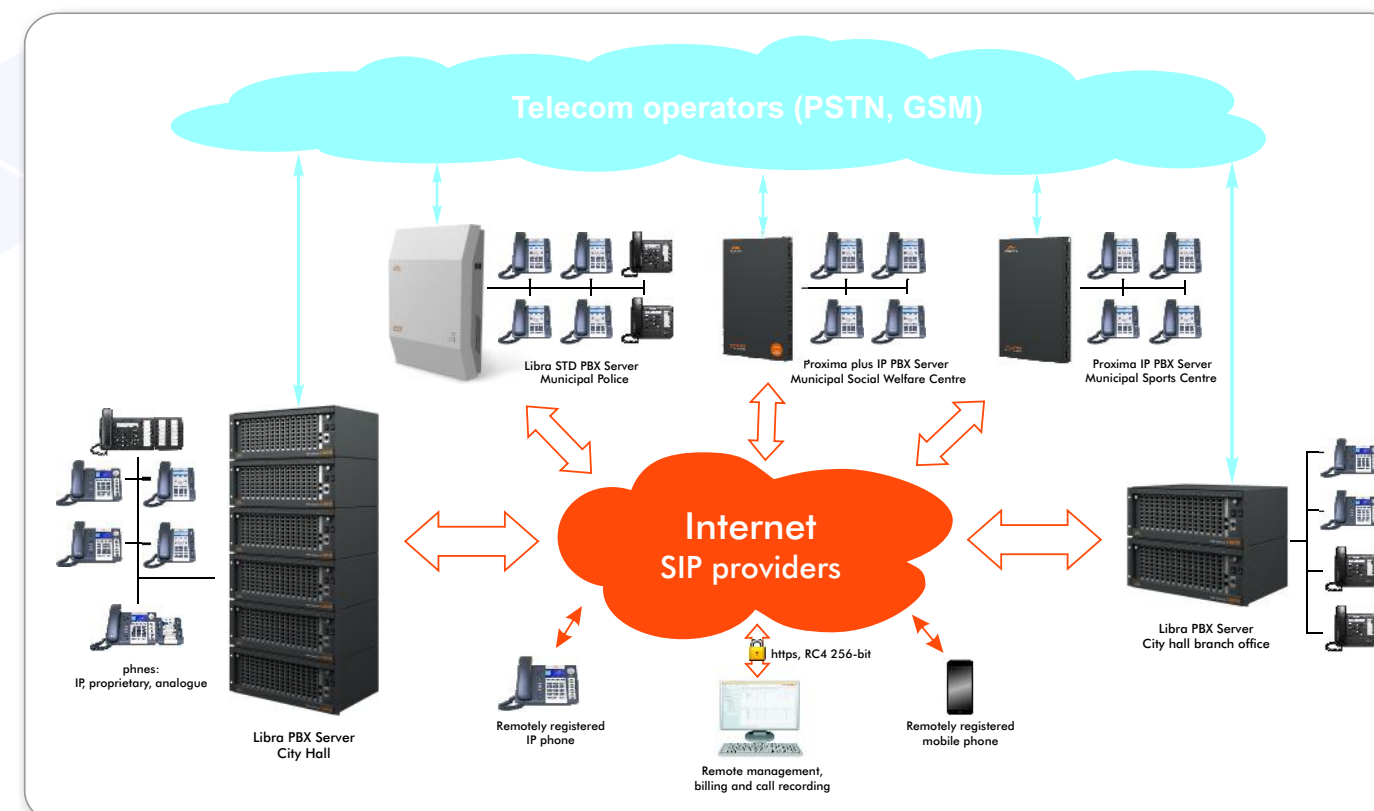 Telecom operators (PSTN, GSM)
Libra STD PBX Server
Municipal Police
Proxima plus IP PBX Server
Municipal Social Welfare Centre
Proxima IP PBX Server
Municipal Sports Centre
Internet
SIP providers
phnes:
IP, proprietary, analogue
Libra PBX Server
City Hall
Libra PBX Server
City hall branch office
https, RC4 256-bit
Remotely registered
IP phone
Remote management,
billing and call recording
Remotely registered
mobile phone